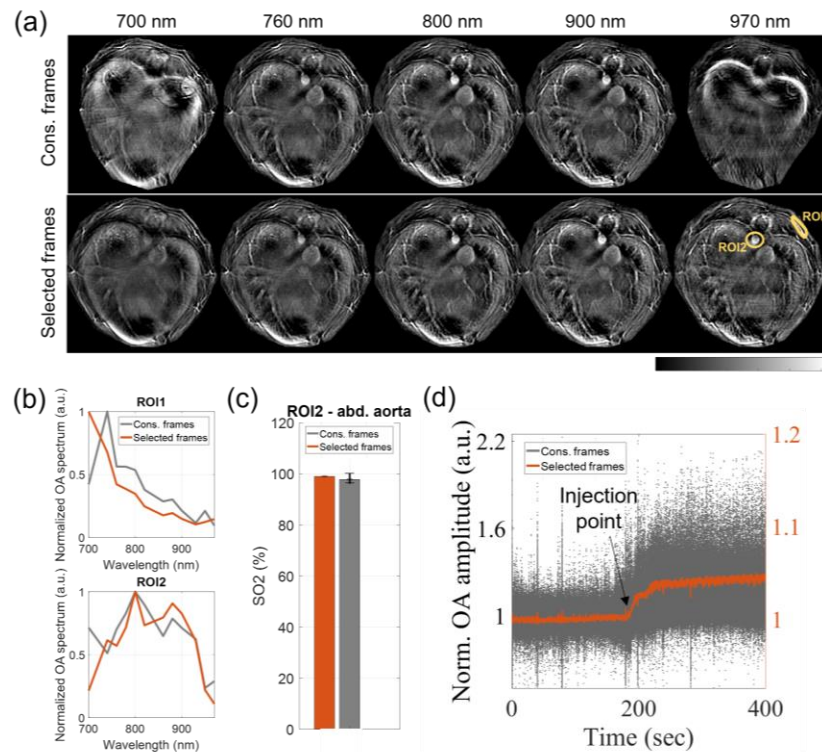 (a)
700 nm
760 nm
800 nm
900 nm
970 nm
Cons. frames
Selected frames
ROI2
ROI
(b)
ROI1
Normalized OA spectrum (a.u.)
1
0.5
0
Cons. frames
Selected frames
700
800
900
Wavelength (nm)
ROI2
Normalized OA spectrum (a.u.)
1
0.5
0
700
800
900
Wavelength (nm)
(c)
ROI2 - abd. aorta
SO2 (%)
120
100
80
60
40
20
0
Cons. frames
Selected frames
(d)
Norm. OA amplitude (a.u.)
2.2
1.6
1
Cons. frames
Selected frames
Injection
point
1.2
1.1
1
0
200
400
Time (sec)